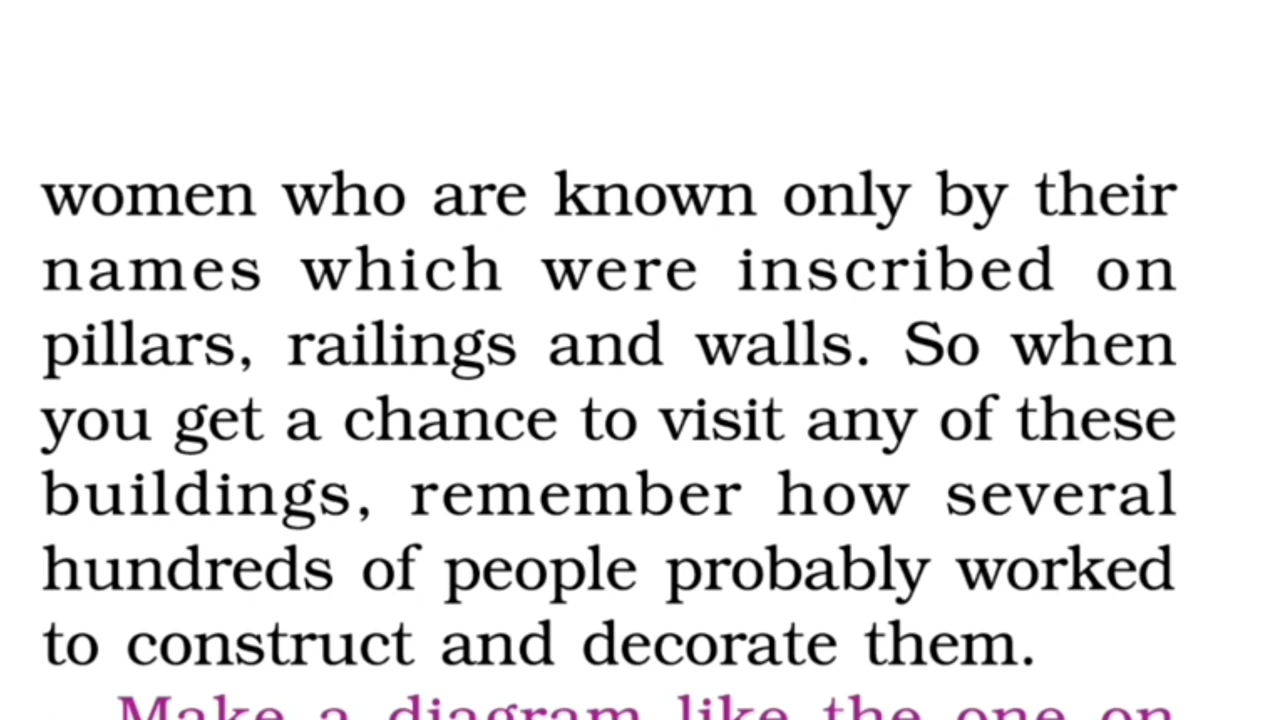 women who are known only by their
names which were inscribed on
pillars, railings and walls. So when
you get a chance to visit any of these
buildings, remember how several
hundreds of people probably worked
to construct and decorate them.
Make a diagram like the one on